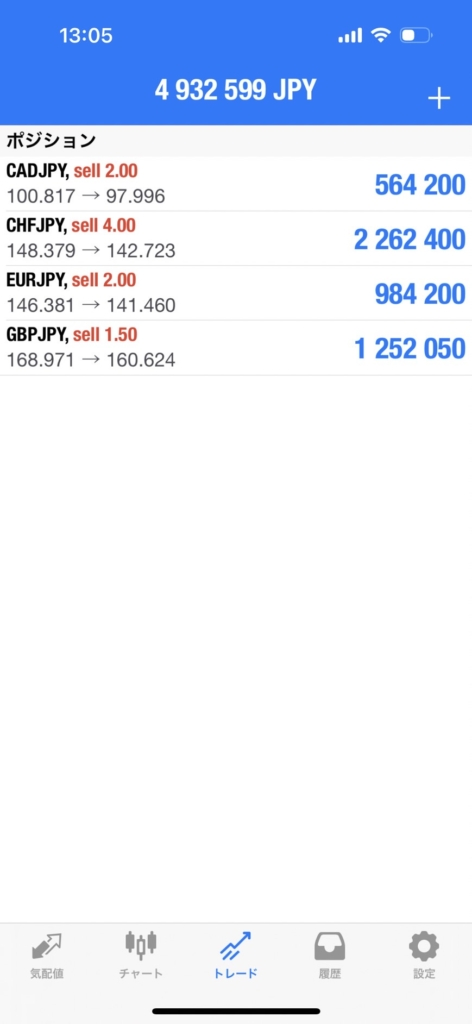 13:05
4 932 599 JPY
+
ポジション
CADJPY, sell 2.00
100.817 → 97.996
564 200
CHFJPY, sell 4.00
148.379 → 142.723
2 262 400
EURJPY, sell 2.00
146.381 → 141.460
984 200
GBPJPY, sell 1.50
168.971 → 160.624
1 252 050
気配値
チャート
トレード
履歴
設定